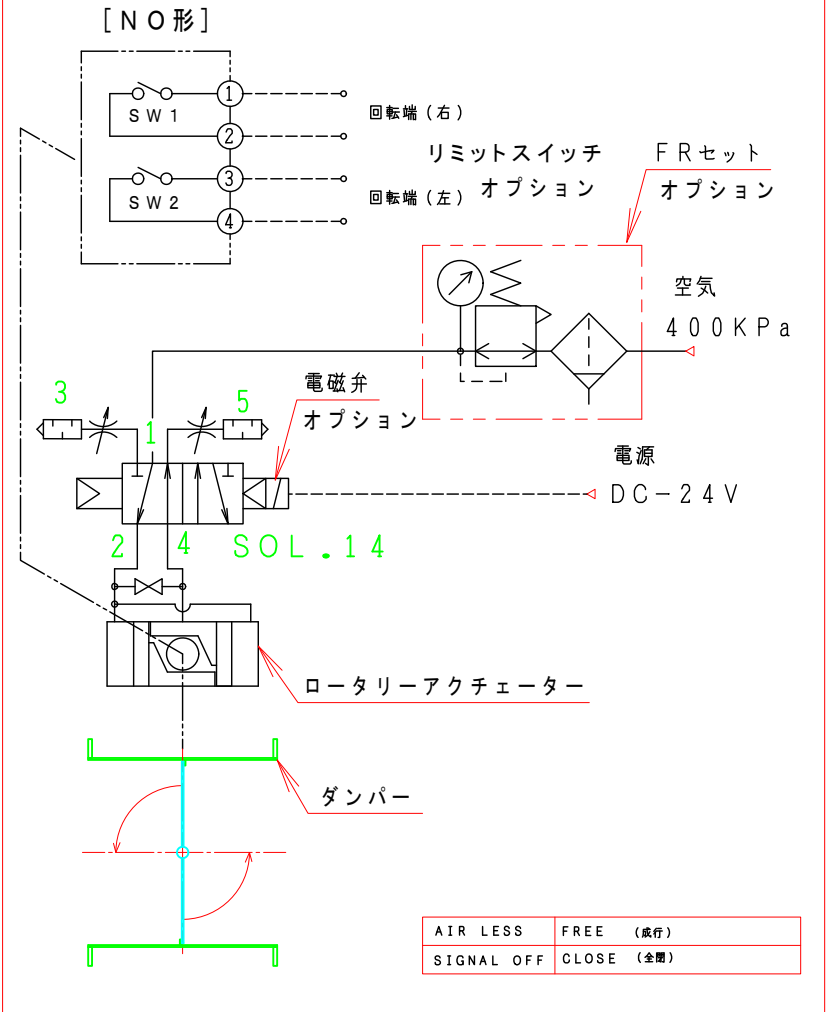 [NO形]
1
SW1
2
回転端(右)
3
SW2
4
回転端(左)
リミットスイッチ
オプション
FRセット
オプション
空気
400KPa
電磁弁
オプション
3
1
5
電源
DC-24V
2
4
SOL.14
ロータリーアクチェーター
ダンパー
AIR LESS FREE (成行)
SIGNAL OFF CLOSE (全閉)